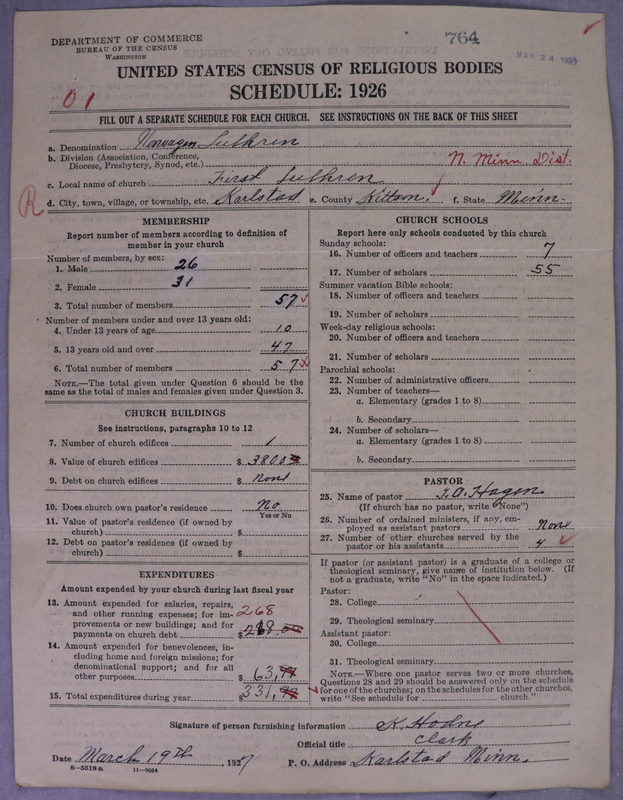 764
MAR 24 1927
DEPARTMENT OF COMMERCE
BUREAU OF THE CENSUS
WASHINGTON
UNITED STATES CENSUS OF RELIGIOUS BODIES
SCHEDULE: 1926
01
FILL OUT A SEPARATE SCHEDULE FOR EACH CHURCH. SEE INSTRUCTIONS ON THE BACK OF THIS SHEET
a. Denomination Norwagen Luthren
b. Division (Association, Conference, Diocese, Presbytery, Synod, etc.) N. Minn. Dist.
c. Local name of church First Luthren
R
d. City, town, village, or township, etc. Karlstad e. County Kittson, f. State Minn.
MEMBERSHIP
Report number of members according to definition of
member in your church
Number of members, by sex:
1. Male 26
2. Female 31
3. Total number of members 57
Number of members under and over 13 years old:
4. Under 13 years of age 10
5. 13 years old and over 47
6. Total number of members 57
NOTE.—The total given under Question 6 should be the
same as the total of males and females given under Question 3.
CHURCH BUILDINGS
See instructions, paragraphs 10 to 12
7. Number of church edifices 1
8. Value of church edifices $ 3800
9. Debt on church edifices $ None
10. Does church own pastor's residence No
Yes or No
11. Value of pastor's residence (if owned by
church) $
12. Debt on pastor's residence (if owned by
church) $
EXPENDITURES
Amount expended by your church during last fiscal year
13. Amount expended for salaries, repairs,
and other running expenses; for im-
provements or new buildings; and for
payments on church debt $ 268.00
268
14. Amount expended for benevolences, in-
cluding home and foreign missions; for
denominational support; and for all
other purposes $ 63,77
15. Total expenditures during year $ 331,77
CHURCH SCHOOLS
Report here only schools conducted by this church
Sunday schools:
16. Number of officers and teachers 7
17. Number of scholars 55
Summer vacation Bible schools:
18. Number of officers and teachers
19. Number of scholars
Week-day religious schools:
20. Number of officers and teachers
21. Number of scholars
Parochial schools:
22. Number of administrative officers
23. Number of teachers—
a. Elementary (grades 1 to 8)
b. Secondary
24. Number of scholars—
a. Elementary (grades 1 to 8)
b. Secondary
PASTOR
25. Name of pastor T. A. Hagen
(If church has no pastor, write "None")
26. Number of ordained ministers, if any, em-
ployed as assistant pastors None
27. Number of other churches served by the
pastor or his assistants 4
If pastor (or assistant pastor) is a graduate of a college or
theological seminary, give name of institution below. (If
not a graduate, write "No" in the space indicated.)
Pastor:
28. College
29. Theological seminary
Assistant pastor:
30. College
31. Theological seminary
NOTE.—Where one pastor serves two or more churches,
Questions 28 and 29 should be answered only on the schedule
for one of the churches; on the schedules for the other churches,
write "See schedule for church."
Signature of person furnishing information K. Hodne
Official title Clark
Date March 19th, 1927 P. O. Address Karlstad Minn.
8—5518a 11—9054